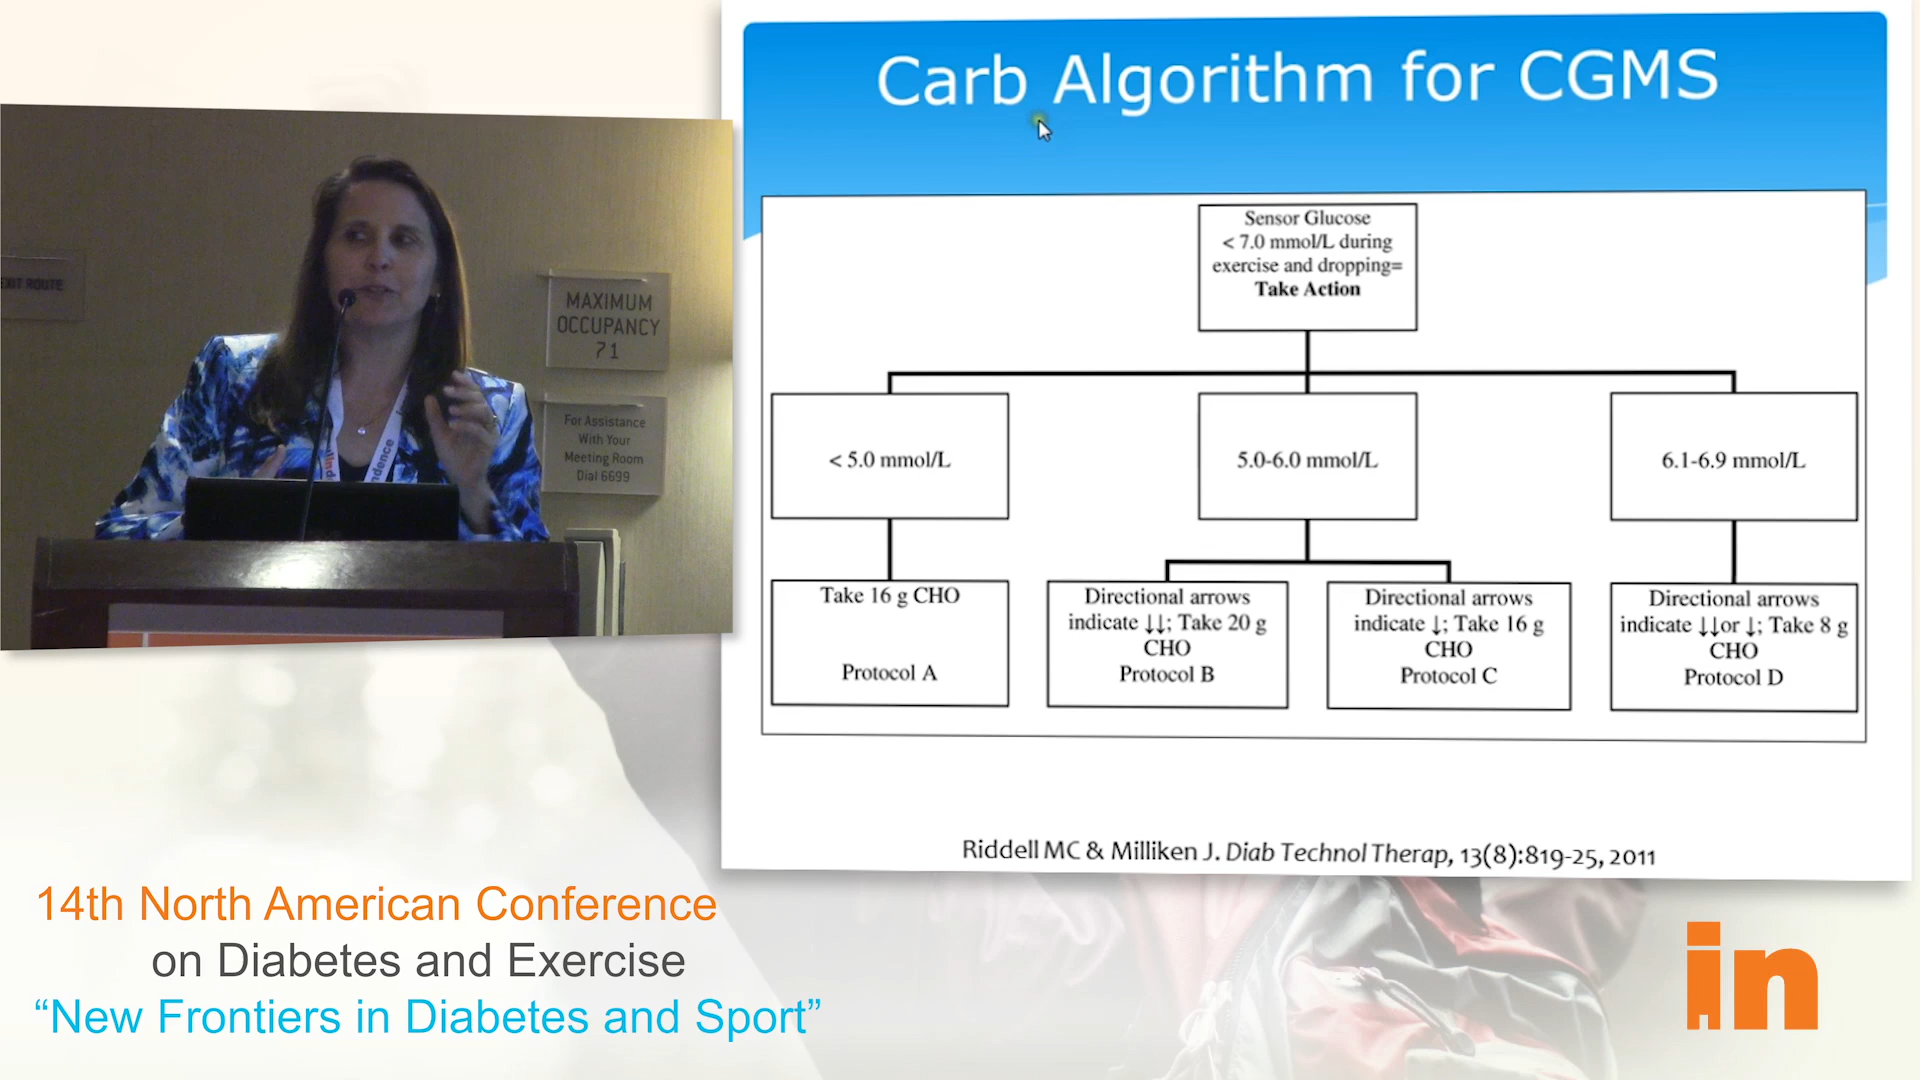 Carb Algorithm for CGMS
Sensor Glucose
< 7.0 mmol/L during
exercise and dropping=
Take Action
< 5.0 mmol/L
5.0-6.0 mmol/L
6.1-6.9 mmol/L
Take 16 g CHO
Protocol A
Directional arrows
indicate ↓↓; Take 20 g
CHO
Protocol B
Directional arrows
indicate ↓; Take 16 g
CHO
Protocol C
Directional arrows
indicate ↓↓or ↓; Take 8 g
CHO
Protocol D
Riddell MC & Milliken J. Diab Technol Therap, 13(8):819-25, 2011
EXIT ROUTE
MAXIMUM
OCCUPANCY
71
For Assistance
With Your
Meeting Room
Dial 6699
14th North American Conference
on Diabetes and Exercise
“New Frontiers in Diabetes and Sport”
in